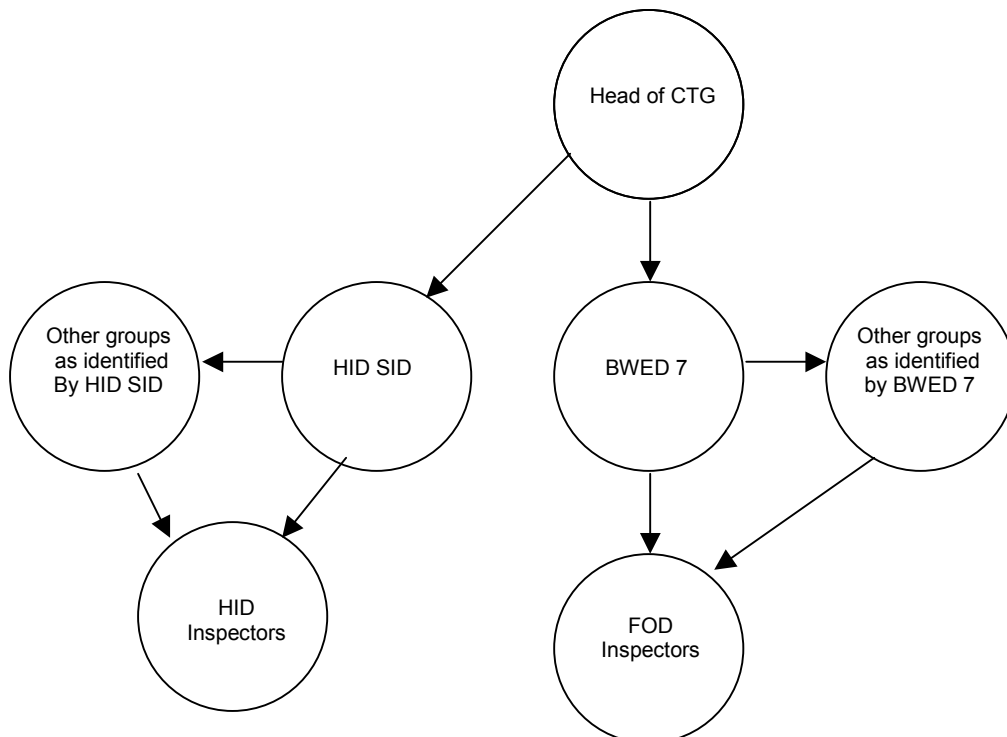 Head of CTG
Other groups
as identified
By HID SID
HID SID
BWED 7
Other groups
as identified
by BWED 7
HID
Inspectors
FOD
Inspectors